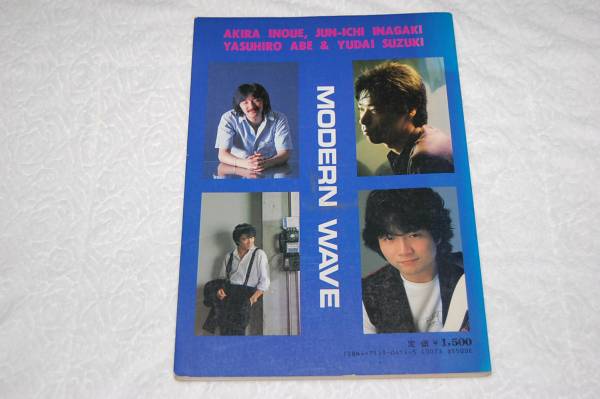 AKIRA INOUE, JUN-ICHI INAGAKI
YASUHIRO ABE & YUDAI SUZUKI
MODERN WAVE
定価 ¥1,500